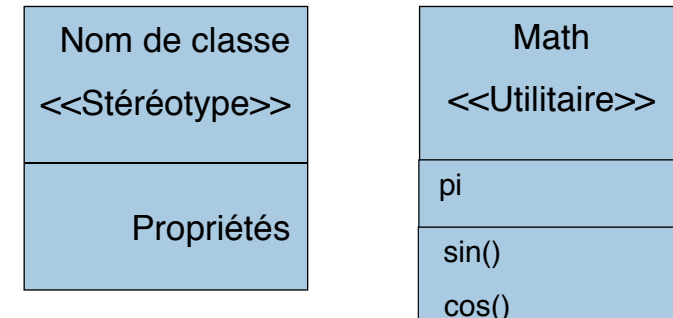 Nom de classe
<<Stéréotype>>
Propriétés
Math
<<Utilitaire>>
pi
sin()
cos()